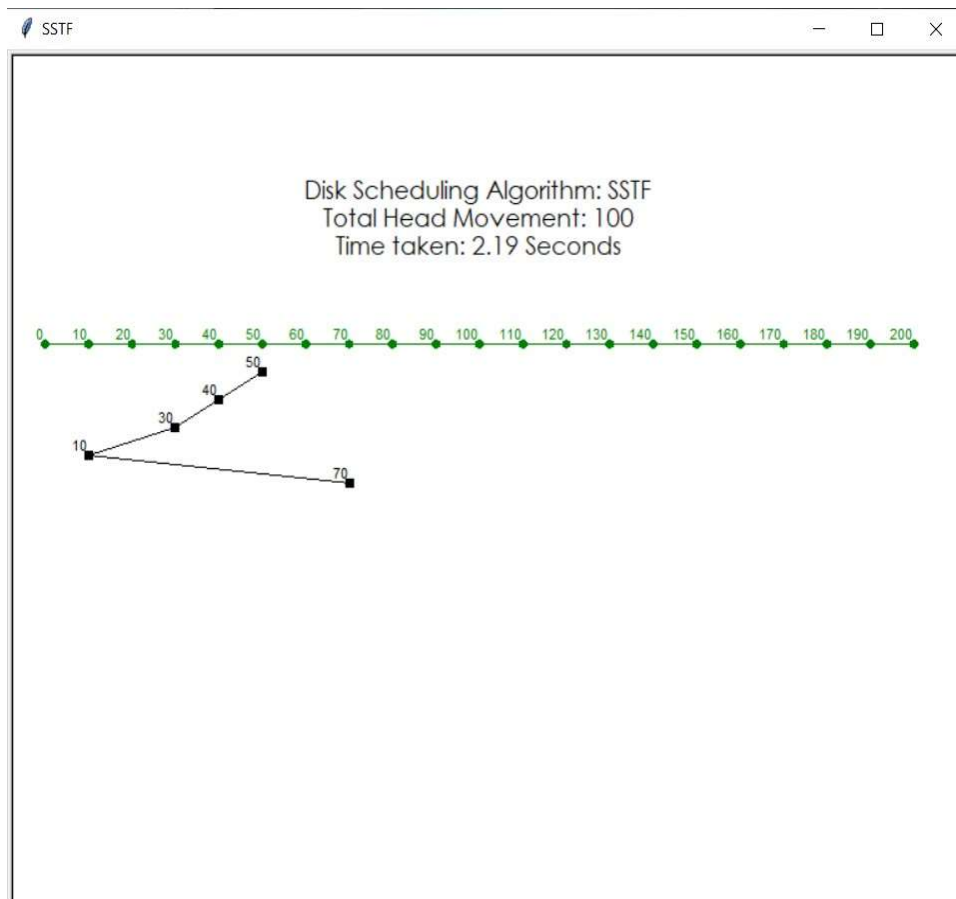 SSTF
Disk Scheduling Algorithm: SSTF
Total Head Movement: 100
Time taken: 2.19 Seconds
0 10 20 30 40 50 60 70 80 90 100 110 120 130 140 150 160 170 180 190 200
50
40
30
10
70